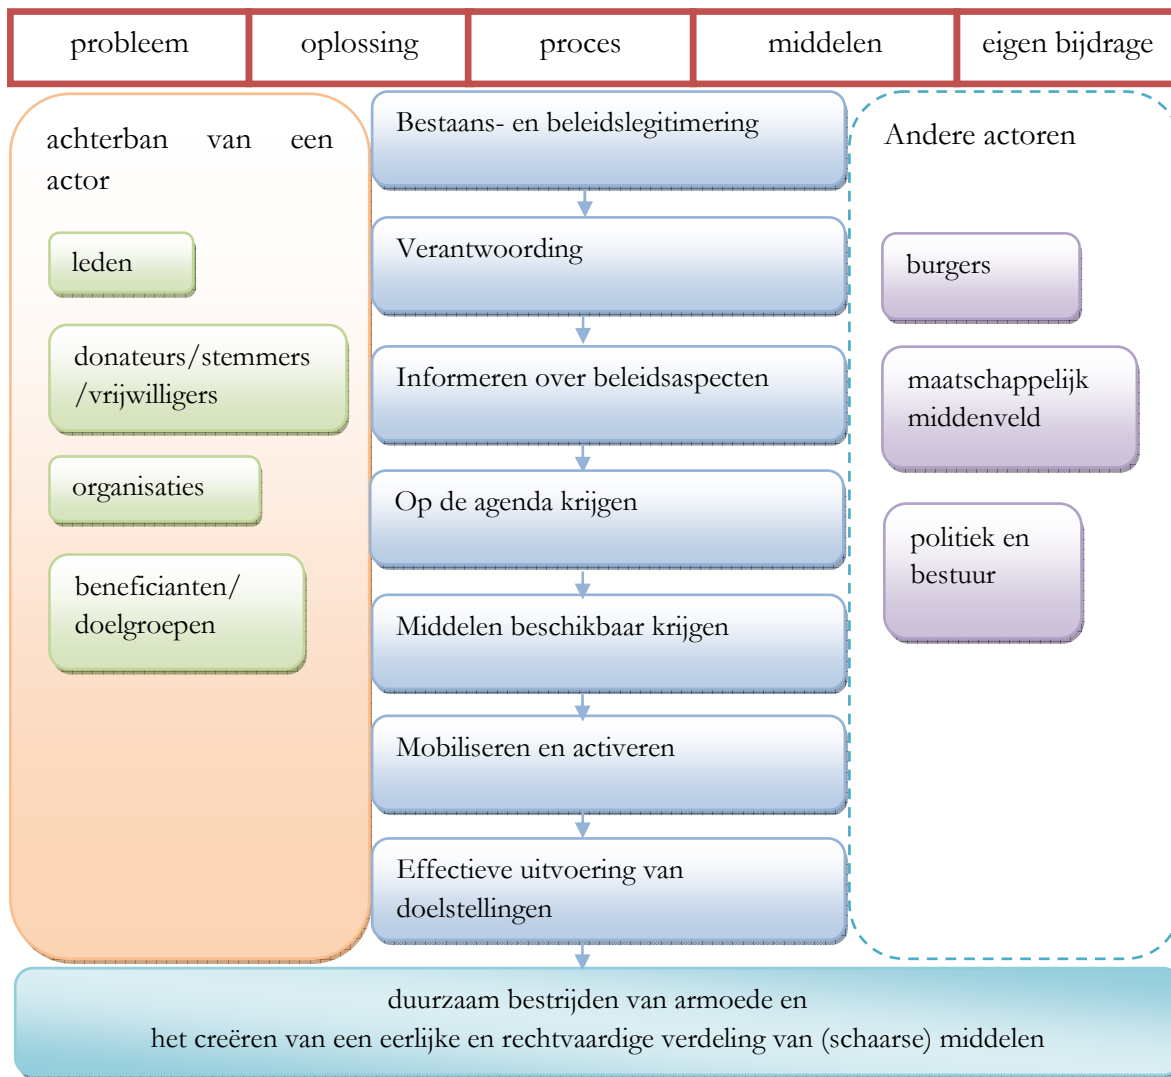 probleem
oplossing
proces
middelen
eigen bijdrage
achterban van een
actor
leden
donateurs/stemmers
/vrijwilligers
organisaties
beneficianten/
doelgroepen
Bestaans- en beleidslegitimering
Verantwoording
Informeren over beleidsaspecten
Op de agenda krijgen
Middelen beschikbaar krijgen
Mobiliseren en activeren
Effectieve uitvoering van
doelstellingen
Andere actoren
burgers
maatschappelijk
middenveld
politiek en
bestuur
duurzaam bestrijden van armoede en
het creëren van een eerlijke en rechtvaardige verdeling van (schaarse) middelen